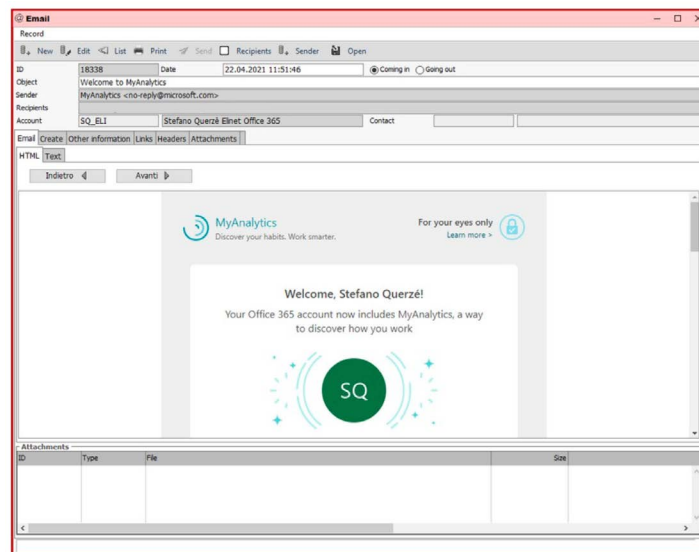 @ Email
Record
New Edit List Print Send Recipients Sender Open
ID 18338 Date 22.04.2021 11:51:46 Coming in Going out
Object Welcome to MyAnalytics
Sender MyAnalytics <no-reply@microsoft.com>
Recipients
Account SQ_ELI Stefano Querzè Elinet Office 365 Contact
Email Create Other information Links Headers Attachments
HTML Text
Indietro Avanti
MyAnalytics
Discover your habits. Work smarter.
For your eyes only
Learn more >
Welcome, Stefano Querzé!
Your Office 365 account now includes MyAnalytics, a way
to discover how you work
SQ
Attachments
ID Type File Size